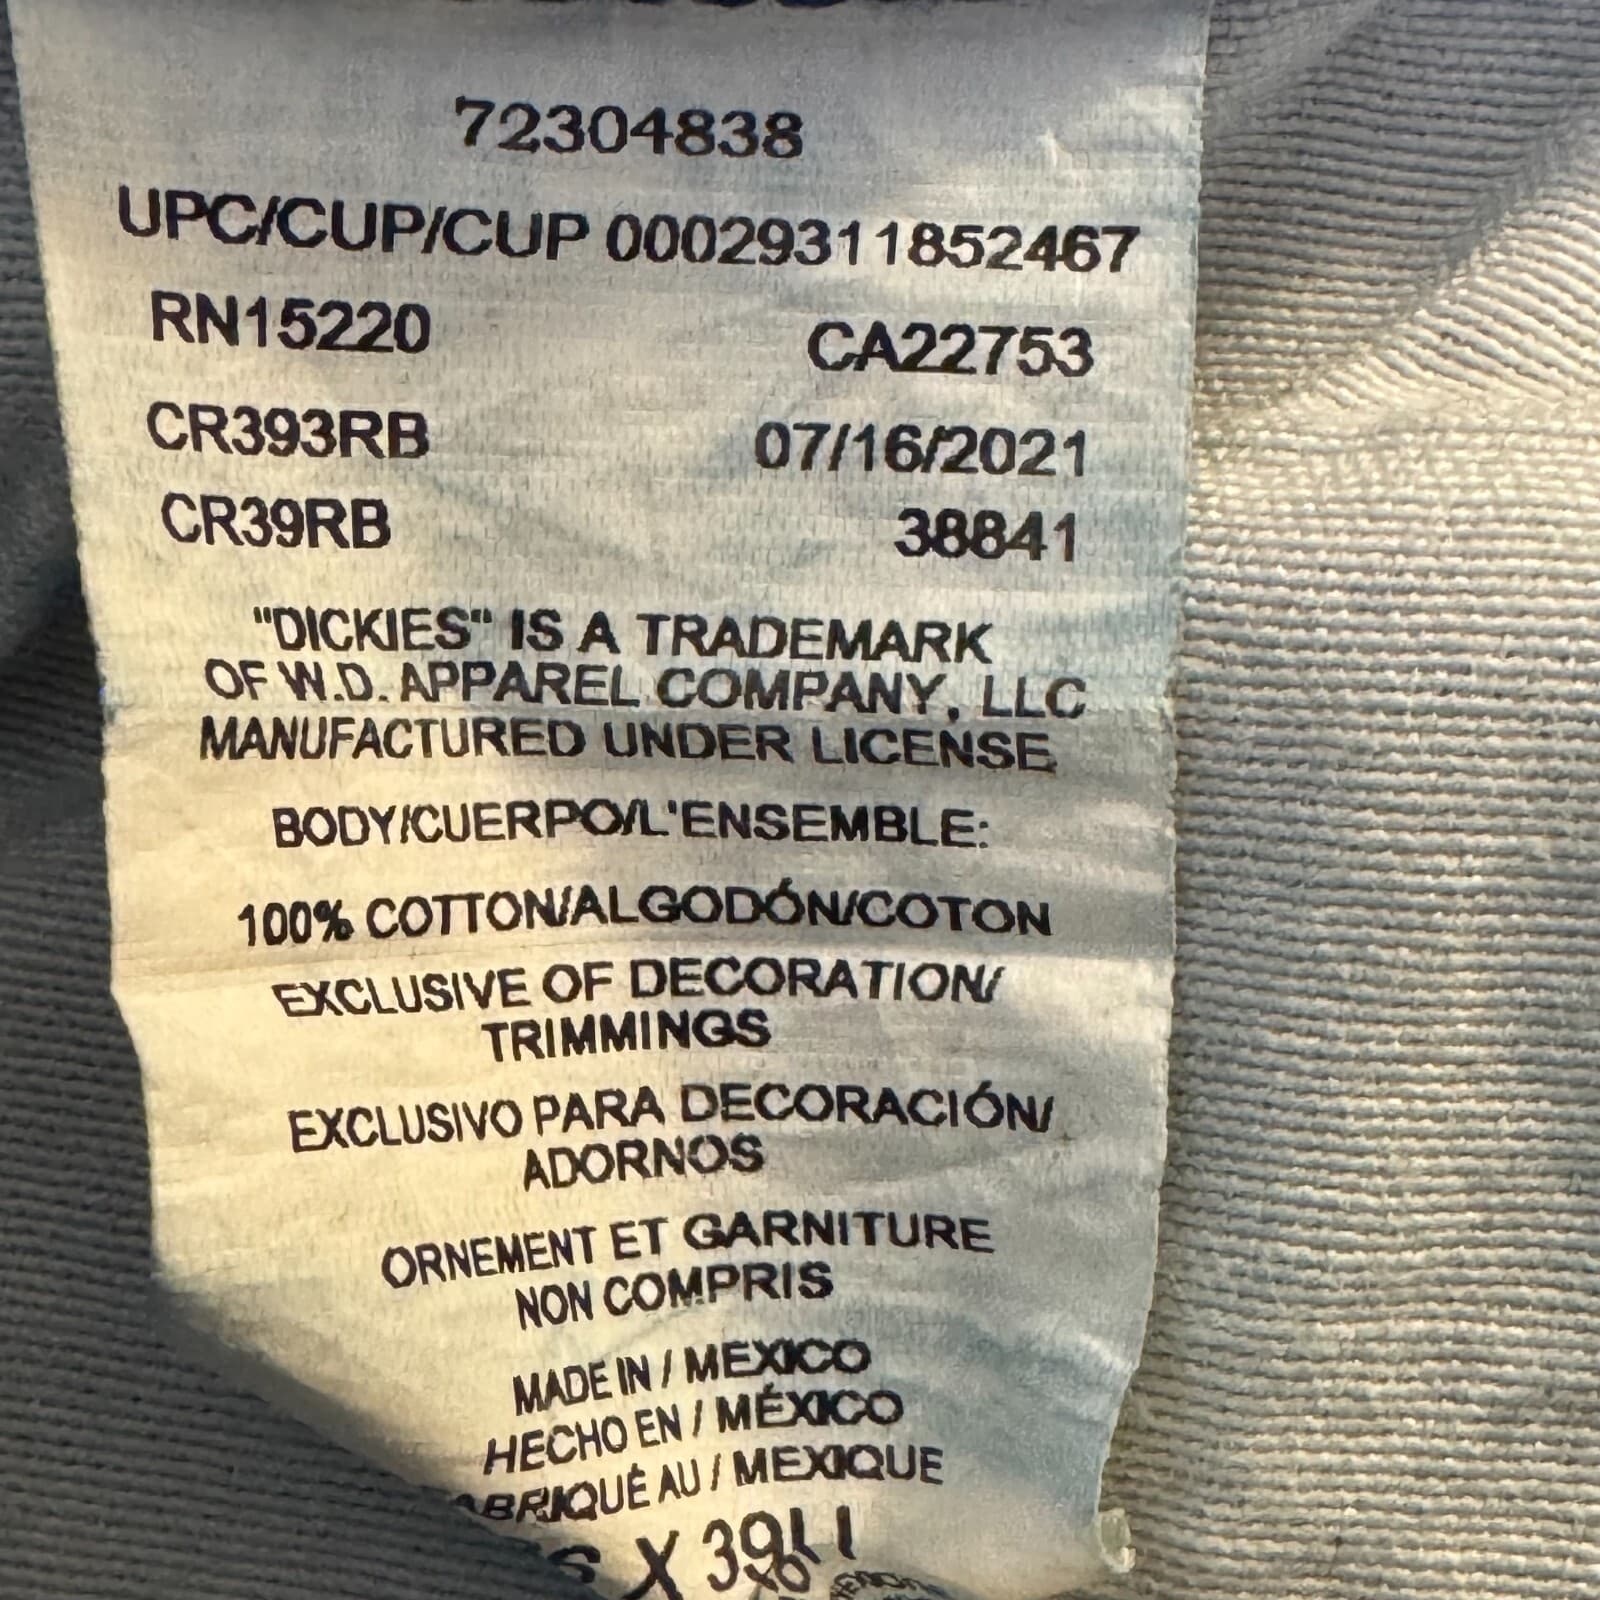 72304838
UPC/CUP/CUP 00029311852467
RN15220 CA22753
CR393RB 07/16/2021
CR39RB 38841
"DICKIES" IS A TRADEMARK
OF W.D. APPAREL COMPANY, LLC
MANUFACTURED UNDER LICENSE
BODY/CUERPO/L'ENSEMBLE:
100% COTTON/ALGODÓN/COTON
EXCLUSIVE OF DECORATION/
TRIMMINGS
EXCLUSIVO PARA DECORACIÓN/
ADORNOS
ORNEMENT ET GARNITURE
NON COMPRIS
MADE IN / MEXICO
HECHO EN / MÉXICO
ABRIQUÉ AU / MEXIQUE
X